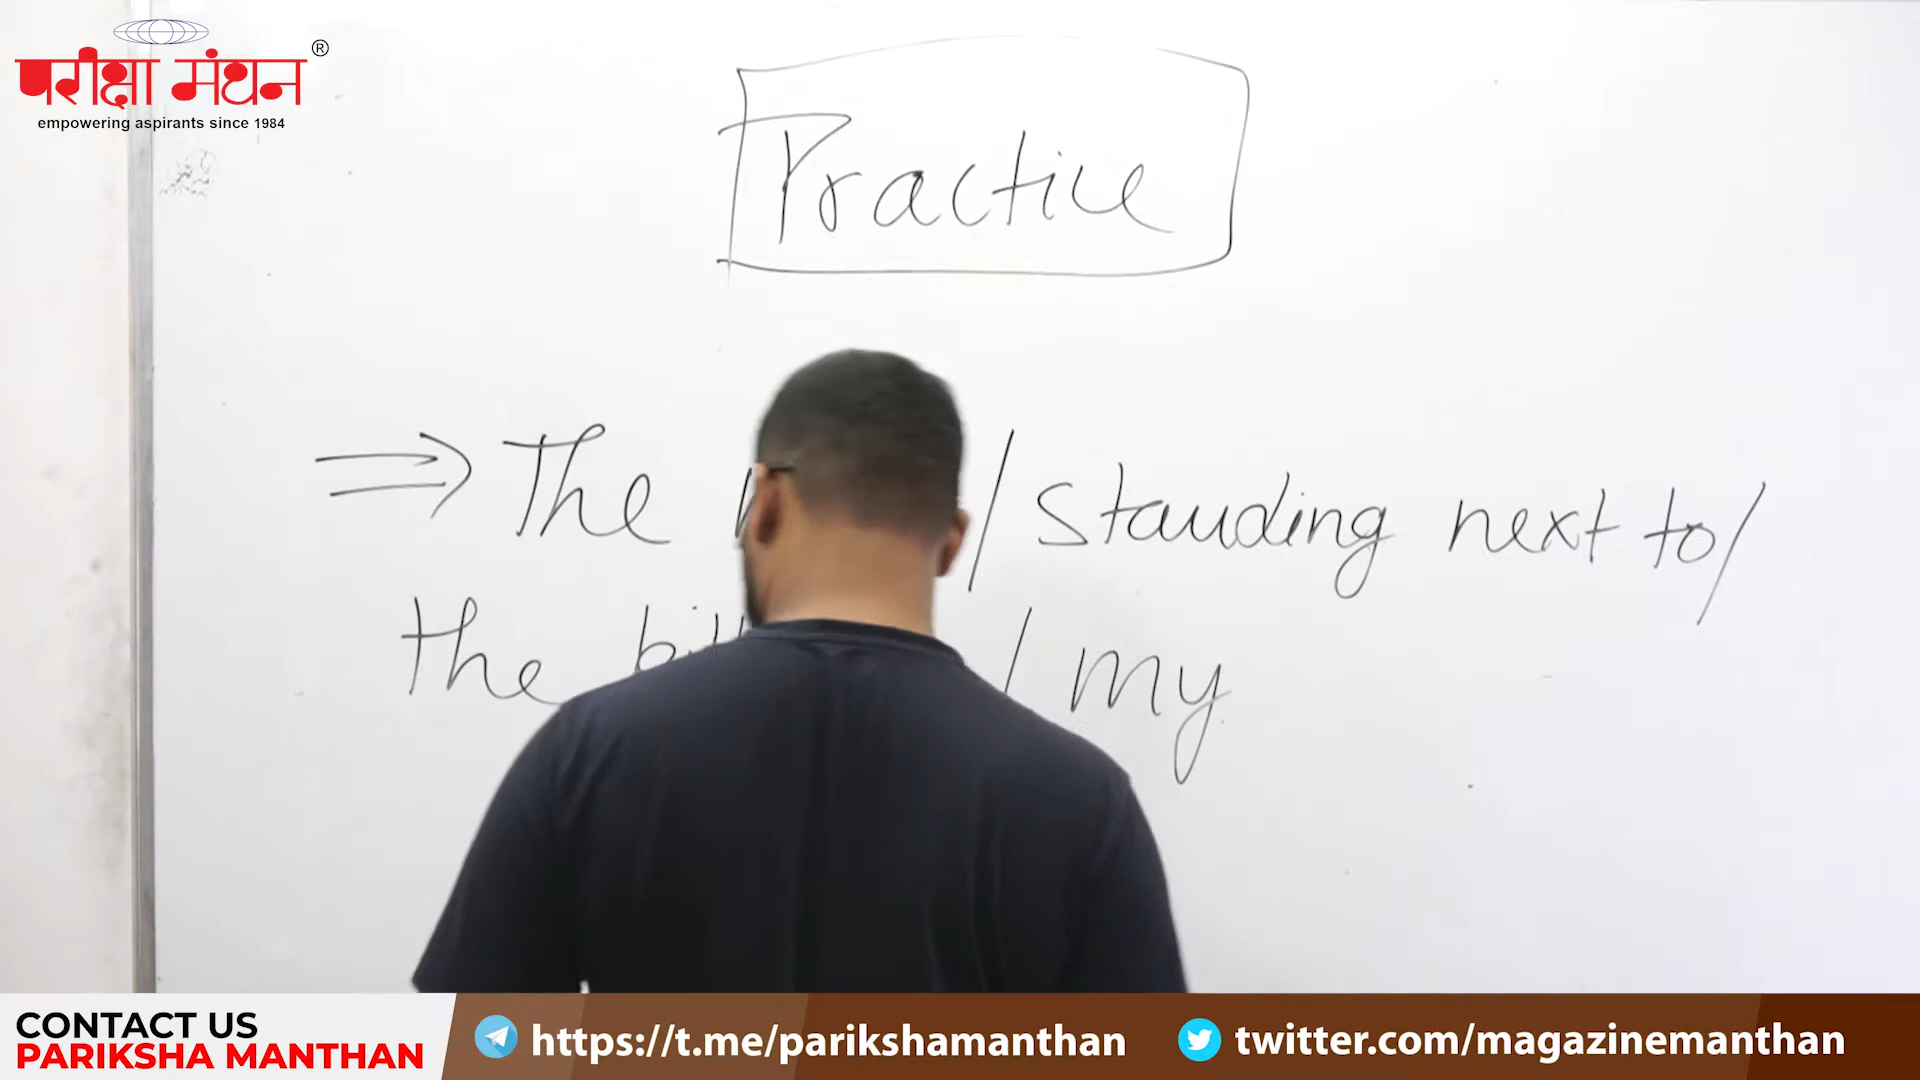 परीक्षा मंथन ®
empowering aspirants since 1984
Practice
⇒ The / standing next to/
the / my
CONTACT US
PARIKSHA MANTHAN
https://t.me/parikshamanthan
twitter.com/magazinemanthan